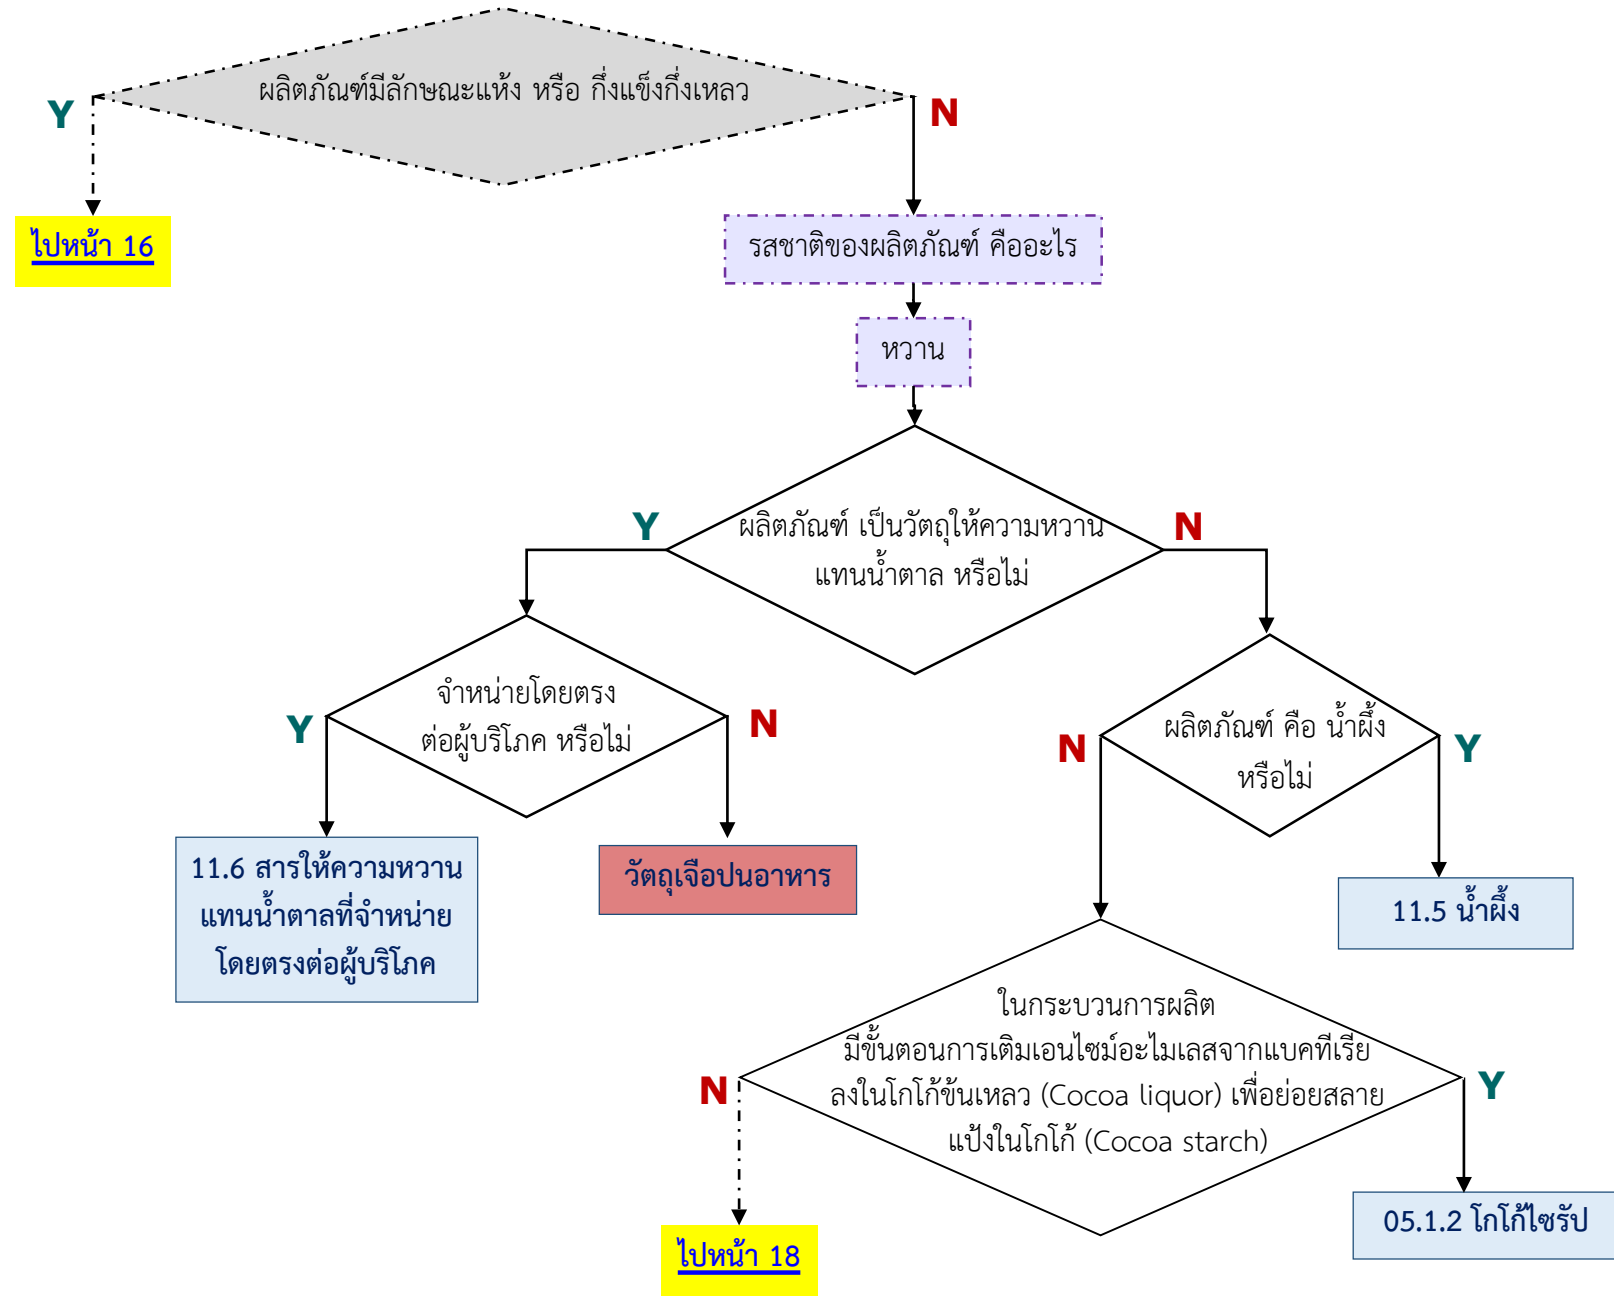 ผลิตภัณฑ์มีลักษณะแห้ง หรือ กึ่งแข็งกึ่งเหลว
Y
N
ไปหน้า 16
รสชาติของผลิตภัณฑ์ คืออะไร
หวาน
Y
ผลิตภัณฑ์ เป็นวัตถุให้ความหวาน
แทนน้ำตาล หรือไม่
N
จำหน่ายโดยตรง
ต่อผู้บริโภค หรือไม่
Y
N
ผลิตภัณฑ์ คือ น้ำผึ้ง
หรือไม่
N
Y
11.6 สารให้ความหวาน
แทนน้ำตาลที่จำหน่าย
โดยตรงต่อผู้บริโภค
วัตถุเจือปนอาหาร
11.5 น้ำผึ้ง
ในกระบวนการผลิต
มีขั้นตอนการเติมเอนไซม์อะไมเลสจากแบคทีเรีย
ลงในโกโก้ข้นเหลว (Cocoa liquor) เพื่อย่อยสลาย
แป้งในโกโก้ (Cocoa starch)
N
Y
ไปหน้า 18
05.1.2 โกโก้ไซรัป